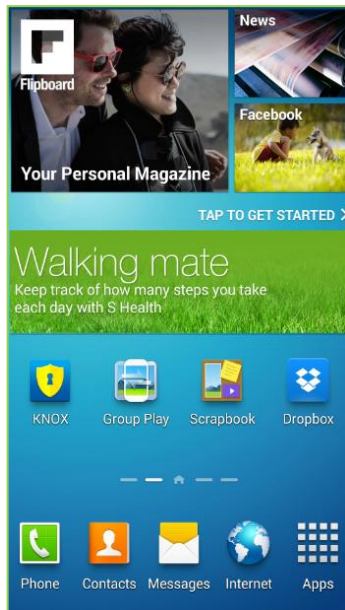 News
Flipboard
Facebook
Your Personal Magazine
TAP TO GET STARTED
Walking mate
Keep track of how many steps you take
each day with S Health
KNOX Group Play Scrapbook Dropbox
Phone Contacts Messages Internet Apps